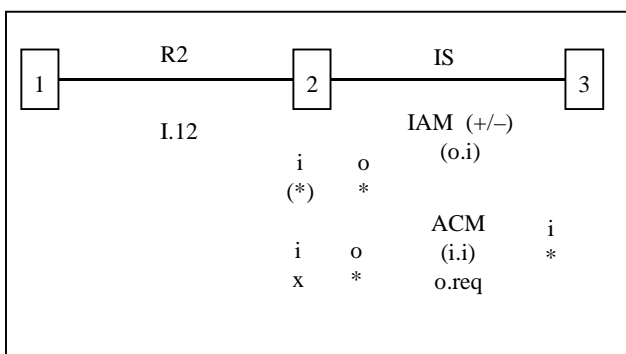 R2 IS
1 2 3
I.12 IAM (+/–)
i o (o.i)
(*) *
ACM i
i o (i.i) *
x * o.req